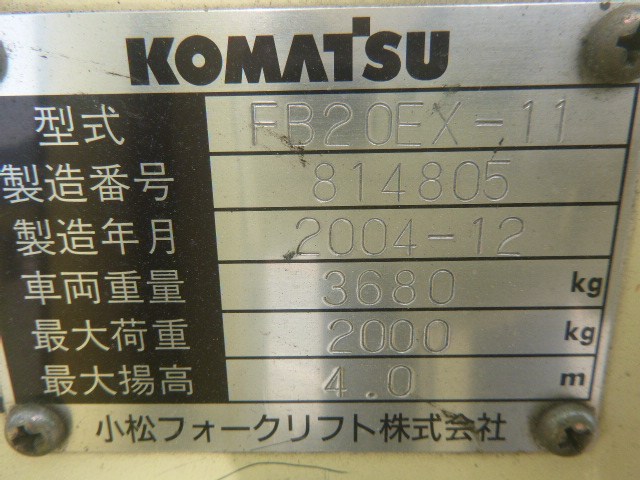 KOMATSU
型式 FB20EX-11
製造番号 814805
製造年月 2004-12
車両重量 3680 kg
最大荷重 2000 kg
最大揚高 4.0 m
小松フォークリフト株式会社